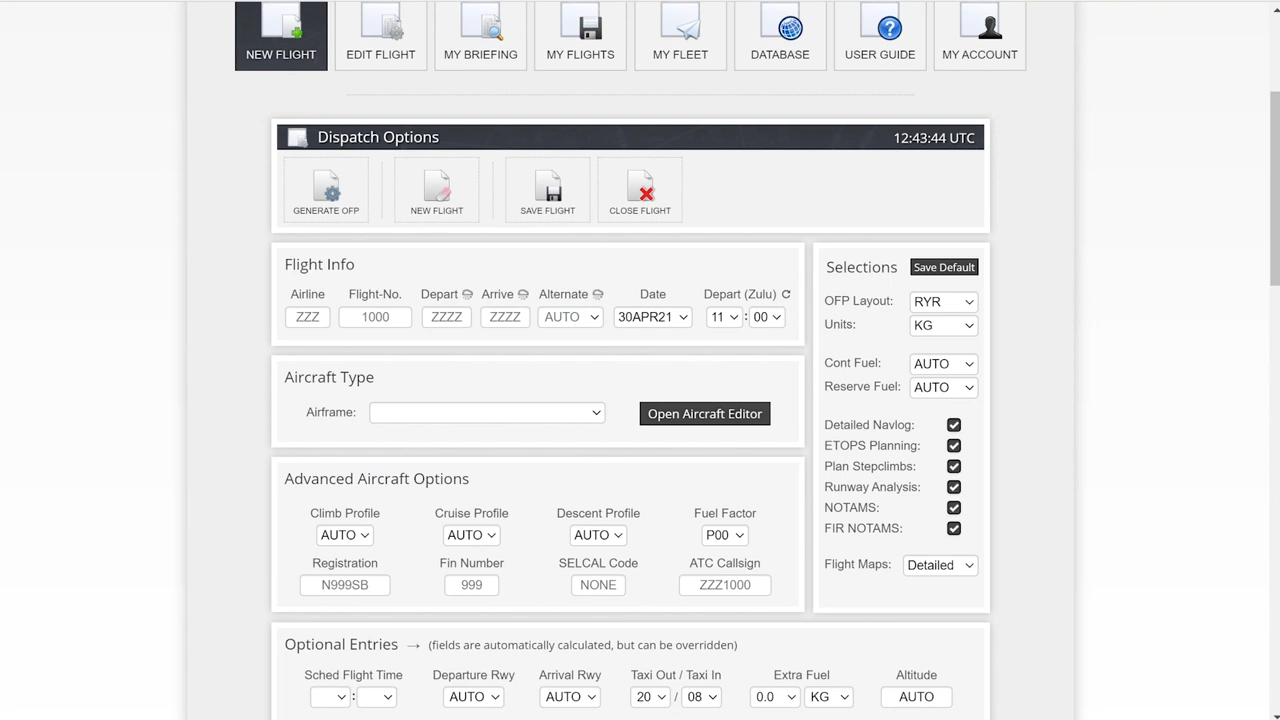 NEW FLIGHT EDIT FLIGHT MY BRIEFING MY FLIGHTS MY FLEET DATABASE USER GUIDE MY ACCOUNT
Dispatch Options 12:43:44 UTC
GENERATE OFP NEW FLIGHT SAVE FLIGHT CLOSE FLIGHT
Flight Info
Airline Flight-No. Depart Arrive Alternate Date Depart (Zulu)
ZZZ 1000 ZZZZ ZZZZ AUTO 30APR21 11 : 00
Aircraft Type
Airframe: Open Aircraft Editor
Advanced Aircraft Options
Climb Profile Cruise Profile Descent Profile Fuel Factor
AUTO AUTO AUTO P00
Registration Fin Number SELCAL Code ATC Callsign
N999SB 999 NONE ZZZ1000
Selections Save Default
OFP Layout: RYR
Units: KG
Cont Fuel: AUTO
Reserve Fuel: AUTO
Detailed Navlog:
ETOPS Planning:
Plan Stepclimbs:
Runway Analysis:
NOTAMS:
FIR NOTAMS:
Flight Maps: Detailed
Optional Entries → (fields are automatically calculated, but can be overridden)
Sched Flight Time Departure Rwy Arrival Rwy Taxi Out / Taxi In Extra Fuel Altitude
: AUTO AUTO 20 / 08 0.0 KG AUTO